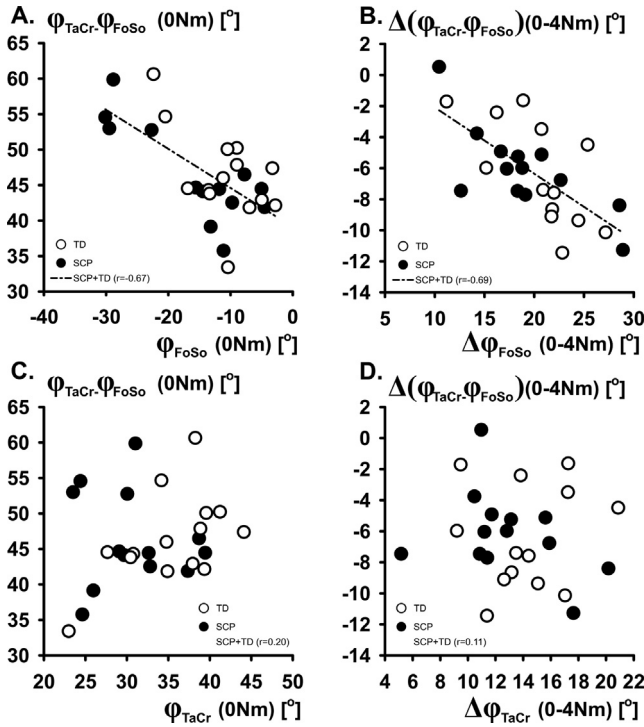 A. φTaCr-φFoSo (0Nm) [°]
65
60
55
50
45
40
35
30
TD
SCP
SCP+TD (r=-0.67)
-40 -30 -20 -10 0
φFoSo (0Nm) [°]
B. Δ(φTaCr-φFoSo)(0-4Nm) [°]
2
0
-2
-4
-6
-8
-10
-12
-14
TD
SCP
SCP+TD (r=-0.69)
5 10 15 20 25 30
ΔφFoSo (0-4Nm) [°]
C. φTaCr-φFoSo (0Nm) [°]
65
60
55
50
45
40
35
30
TD
SCP
SCP+TD (r=0.20)
20 30 40 50
φTaCr (0Nm) [°]
D. Δ(φTaCr-φFoSo)(0-4Nm) [°]
2
0
-2
-4
-6
-8
-10
-12
-14
TD
SCP
SCP+TD (r=0.11)
4 6 8 10 12 14 16 18 20 22
ΔφTaCr (0-4Nm) [°]